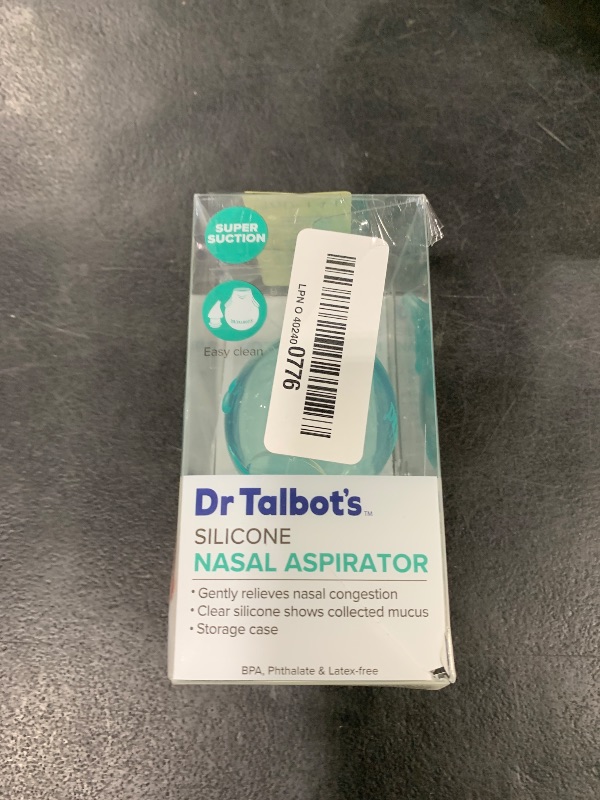 SUPER
SUCTION
Easy clean
LPN O 40240 0776
Dr Talbot's™
SILICONE
NASAL ASPIRATOR
• Gently relieves nasal congestion
• Clear silicone shows collected mucus
• Storage case
BPA, Phthalate & Latex-free